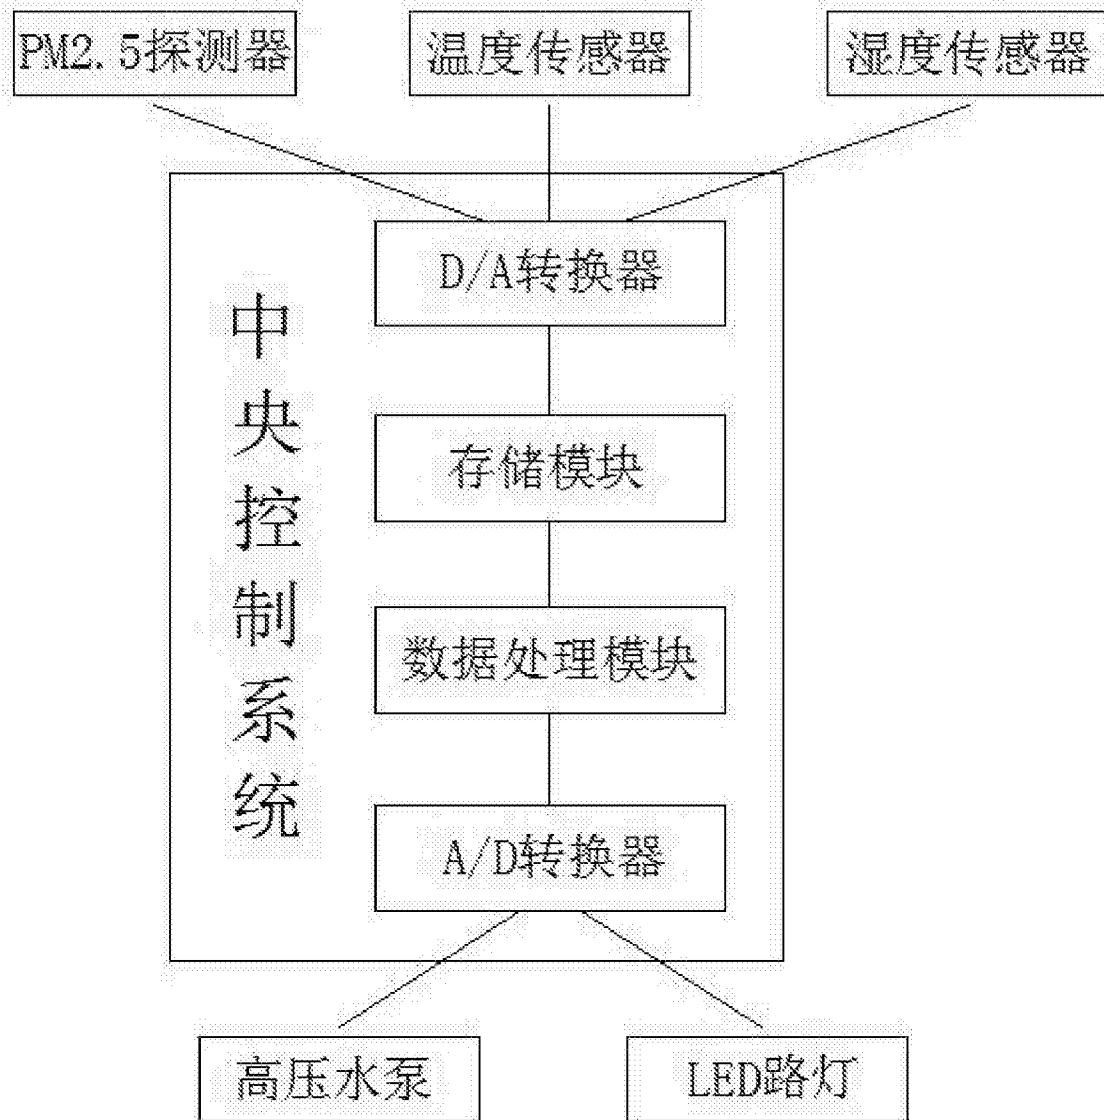 PM2.5探测器
温度传感器
湿度传感器
中央控制系统
D/A转换器
存储模块
数据处理模块
A/D转换器
高压水泵
LED路灯